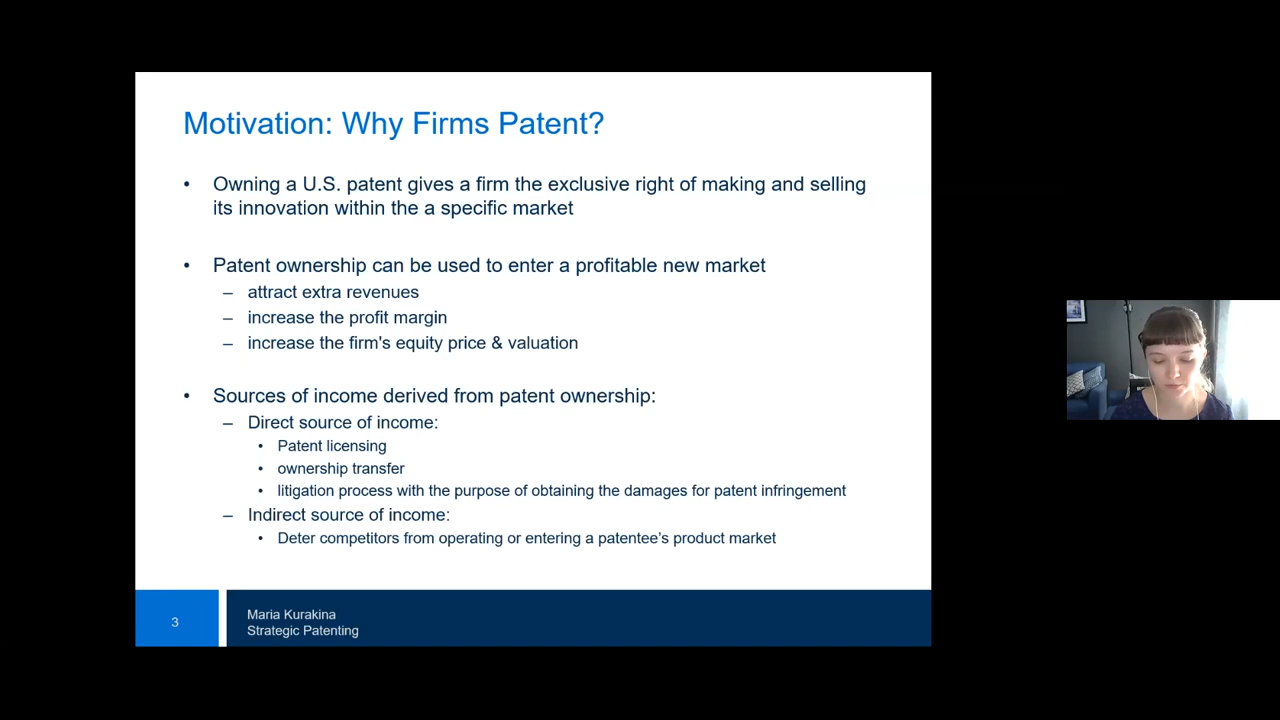 Motivation: Why Firms Patent?
• Owning a U.S. patent gives a firm the exclusive right of making and selling
its innovation within the a specific market
• Patent ownership can be used to enter a profitable new market
– attract extra revenues
– increase the profit margin
– increase the firm's equity price & valuation
• Sources of income derived from patent ownership:
– Direct source of income:
• Patent licensing
• ownership transfer
• litigation process with the purpose of obtaining the damages for patent infringement
– Indirect source of income:
• Deter competitors from operating or entering a patentee’s product market
3
Maria Kurakina
Strategic Patenting